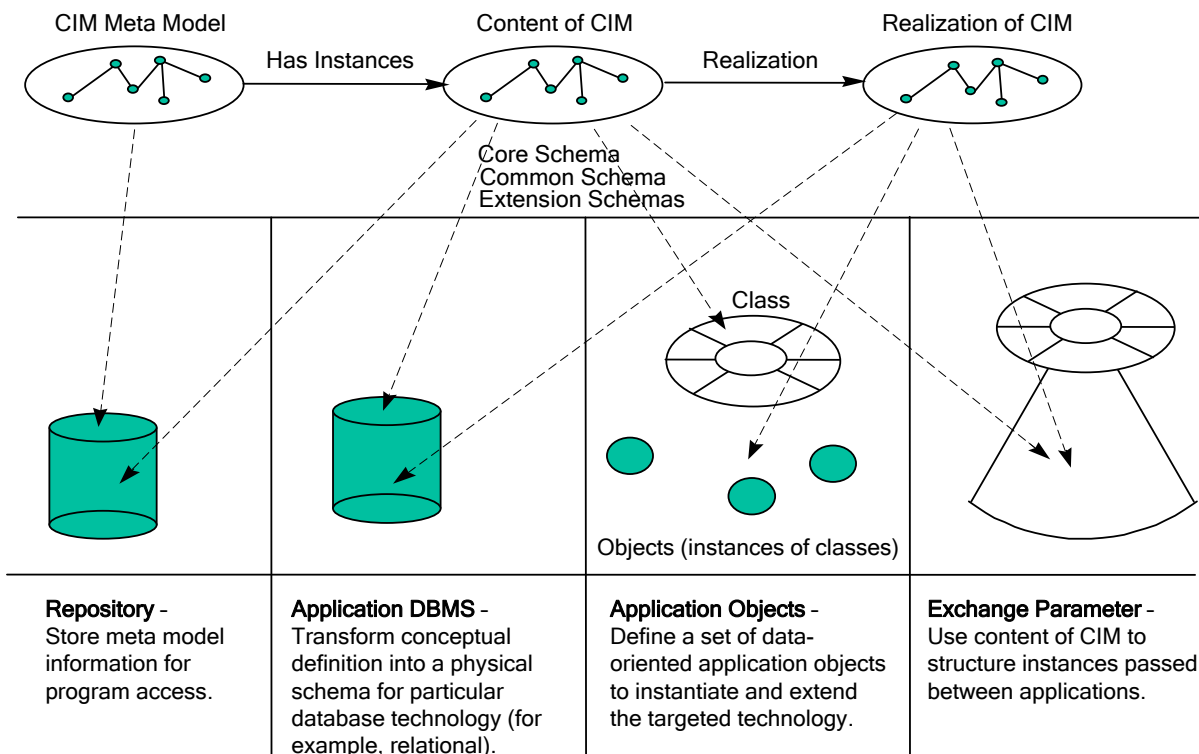 CIM Meta Model
Content of CIM
Realization of CIM
Has Instances
Realization
Core Schema
Common Schema
Extension Schemas
Class
Objects (instances of classes)
Repository -
Store meta model
information for
program access.
Application DBMS -
Transform conceptual
definition into a physical
schema for particular
database technology (for
example, relational).
Application Objects -
Define a set of data-
oriented application objects
to instantiate and extend
the targeted technology.
Exchange Parameter -
Use content of CIM to
structure instances passed
between applications.